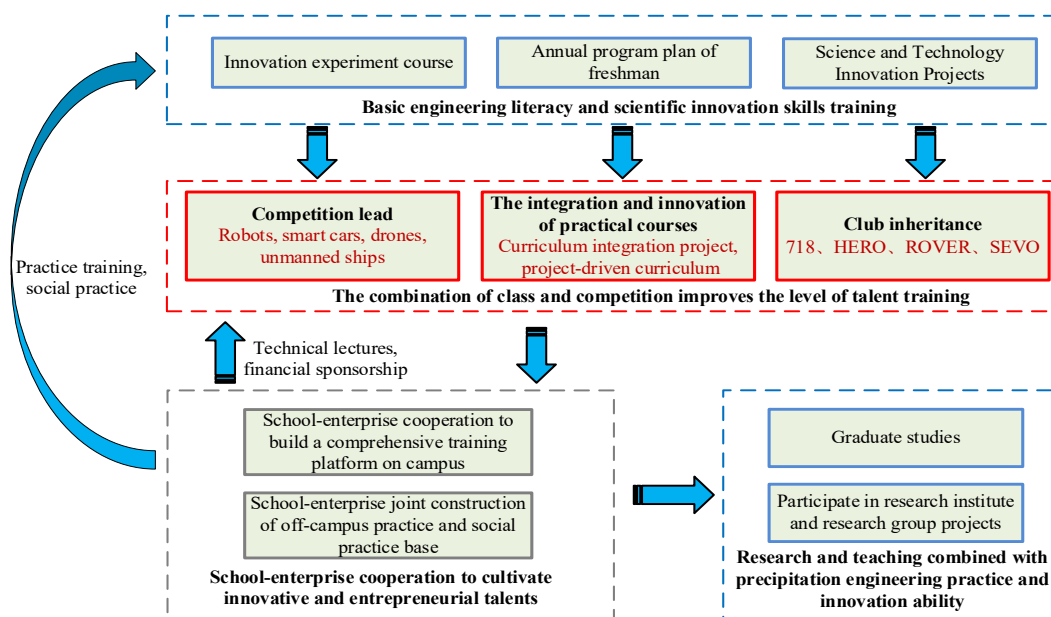 Innovation experiment course
Annual program plan of
freshman
Science and Technology
Innovation Projects
Basic engineering literacy and scientific innovation skills training
Competition lead
Robots, smart cars, drones,
unmanned ships
The integration and innovation
of practical courses
Curriculum integration project,
project-driven curriculum
Club inheritance
718、HERO、ROVER、SEVO
The combination of class and competition improves the level of talent training
Practice training,
social practice
Technical lectures,
financial sponsorship
School-enterprise cooperation to
build a comprehensive training
platform on campus
School-enterprise joint construction
of off-campus practice and social
practice base
School-enterprise cooperation to cultivate
innovative and entrepreneurial talents
Graduate studies
Participate in research institute
and research group projects
Research and teaching combined with
precipitation engineering practice and
innovation ability